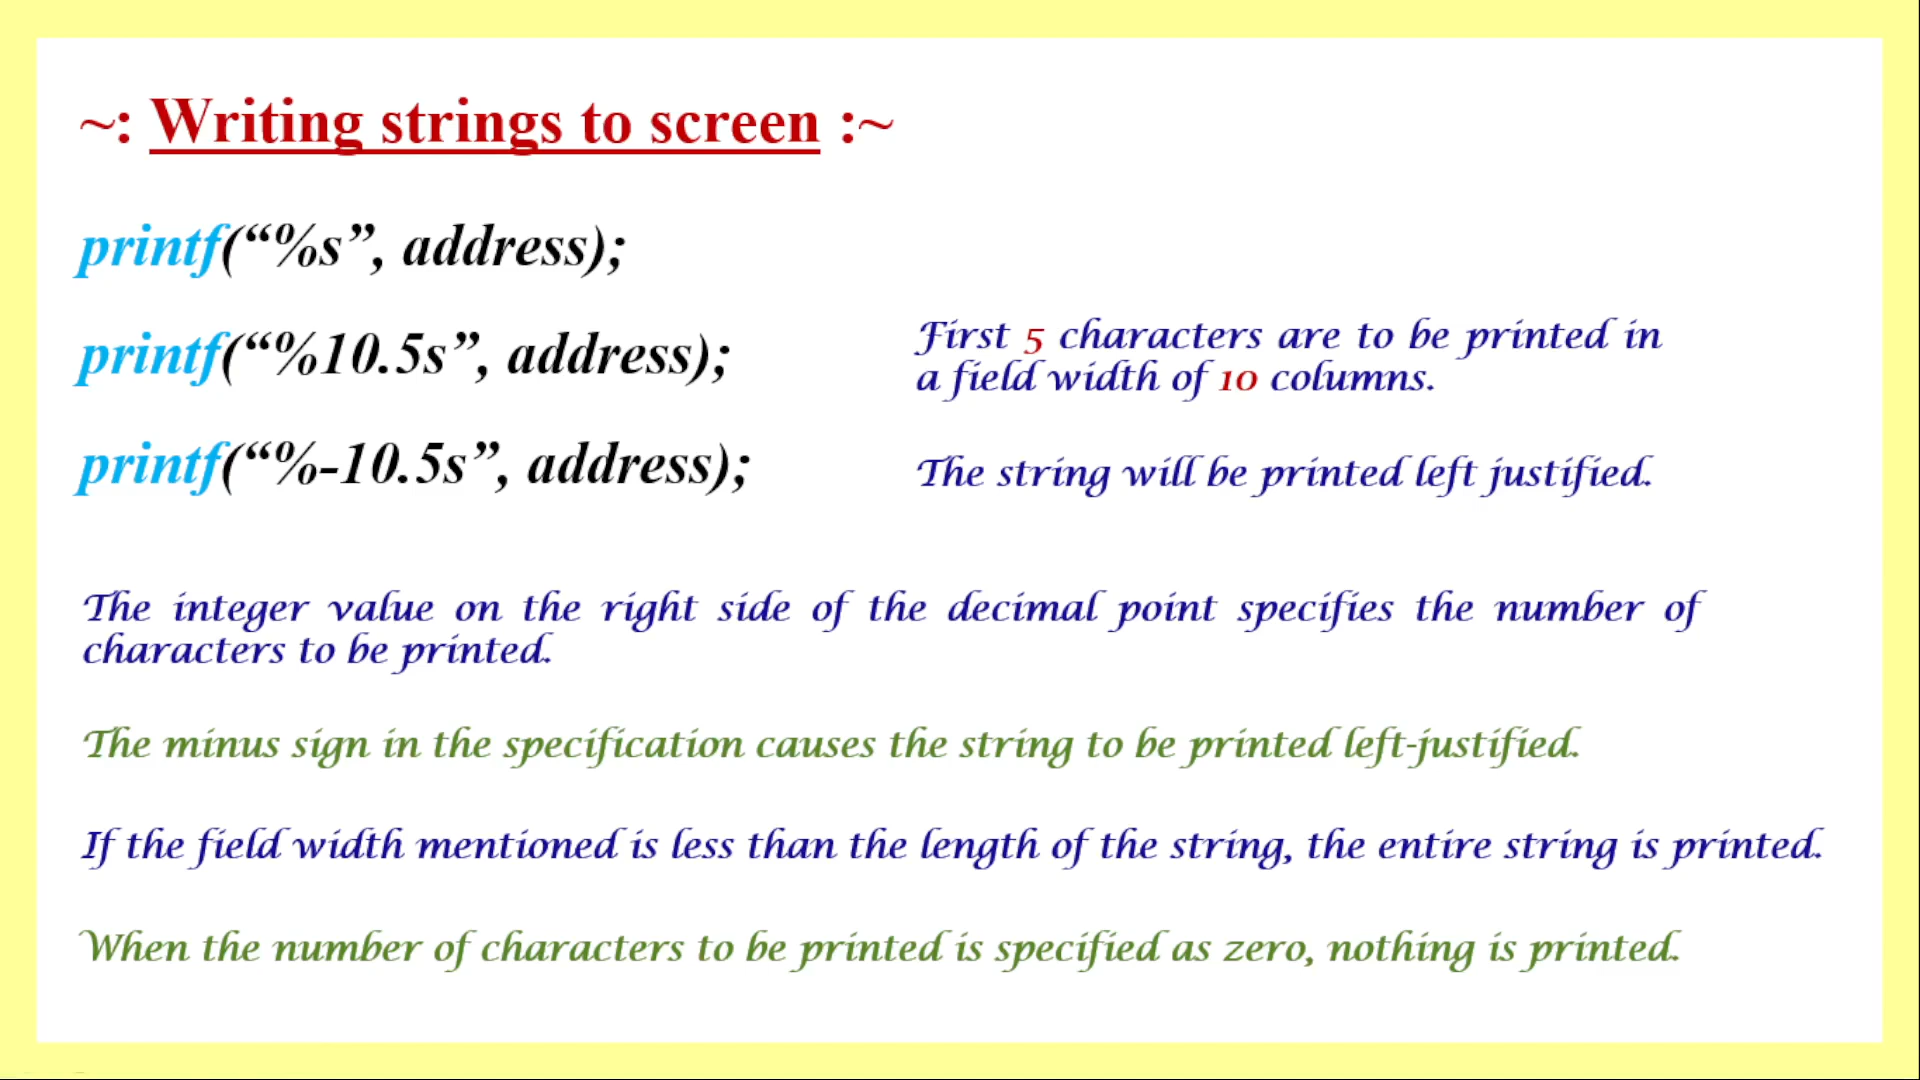 ~: Writing strings to screen :~
printf(“%s”, address);
printf(“%10.5s”, address);
First 5 characters are to be printed in
a field width of 10 columns.
printf(“%-10.5s”, address);
The string will be printed left justified.
The integer value on the right side of the decimal point specifies the number of
characters to be printed.
The minus sign in the specification causes the string to be printed left-justified.
If the field width mentioned is less than the length of the string, the entire string is printed.
When the number of characters to be printed is specified as zero, nothing is printed.